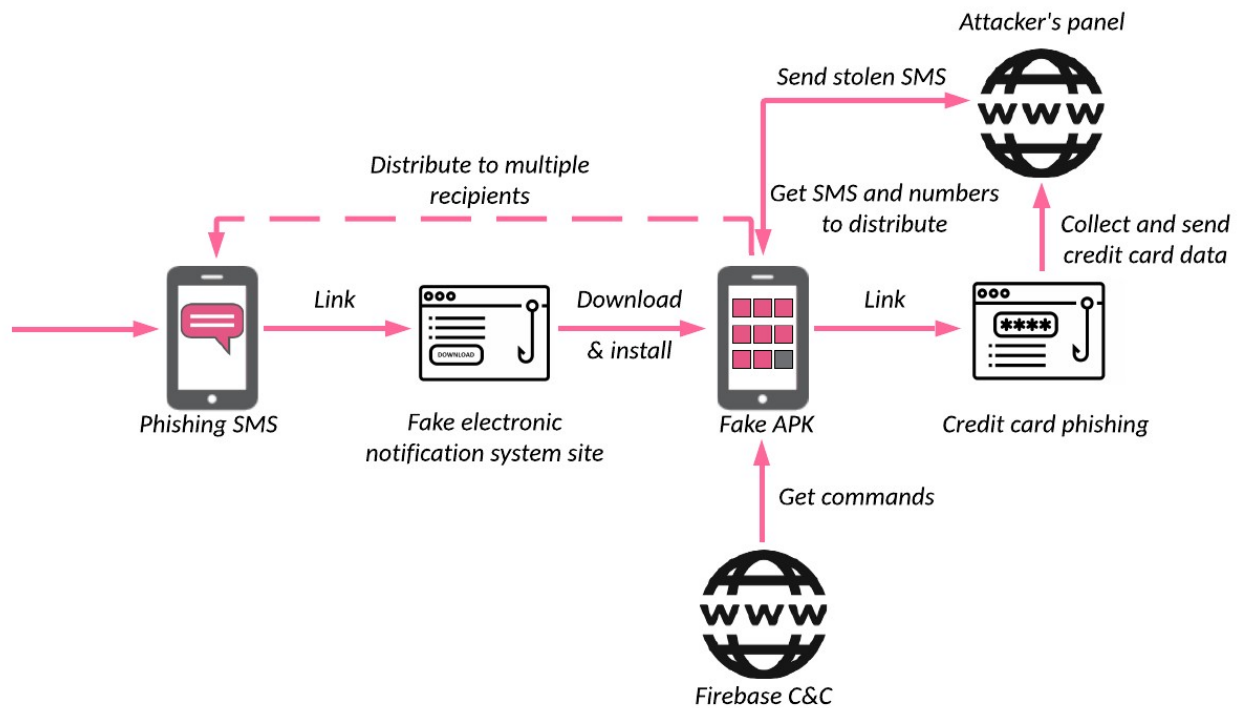 Attacker's panel
Send stolen SMS
WWW
Distribute to multiple
recipients
Get SMS and numbers
to distribute
Collect and send
credit card data
Link
Download
& install
Link
****
DOWNLOAD
Phishing SMS
Fake electronic
notification system site
Fake APK
Credit card phishing
Get commands
WWW
Firebase C&C